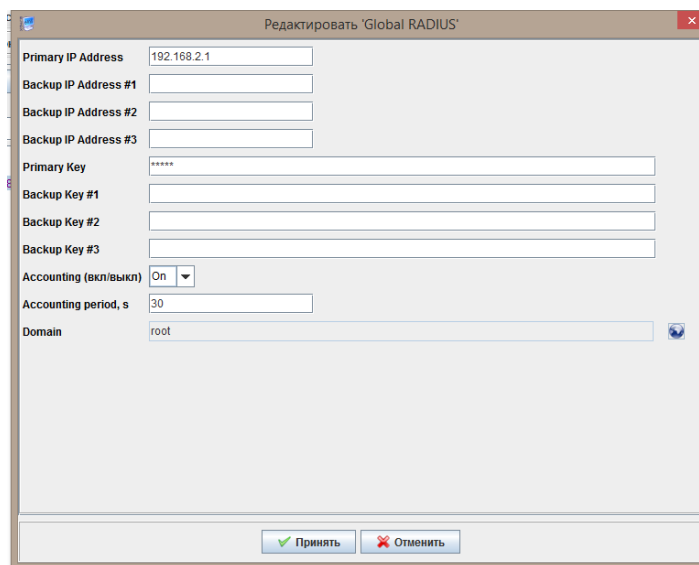 Редактировать 'Global RADIUS'
Primary IP Address 192.168.2.1
Backup IP Address #1
Backup IP Address #2
Backup IP Address #3
Primary Key *****
Backup Key #1
Backup Key #2
Backup Key #3
Accounting (вкл/выкл) On
Accounting period, s 30
Domain root
Принять Отменить